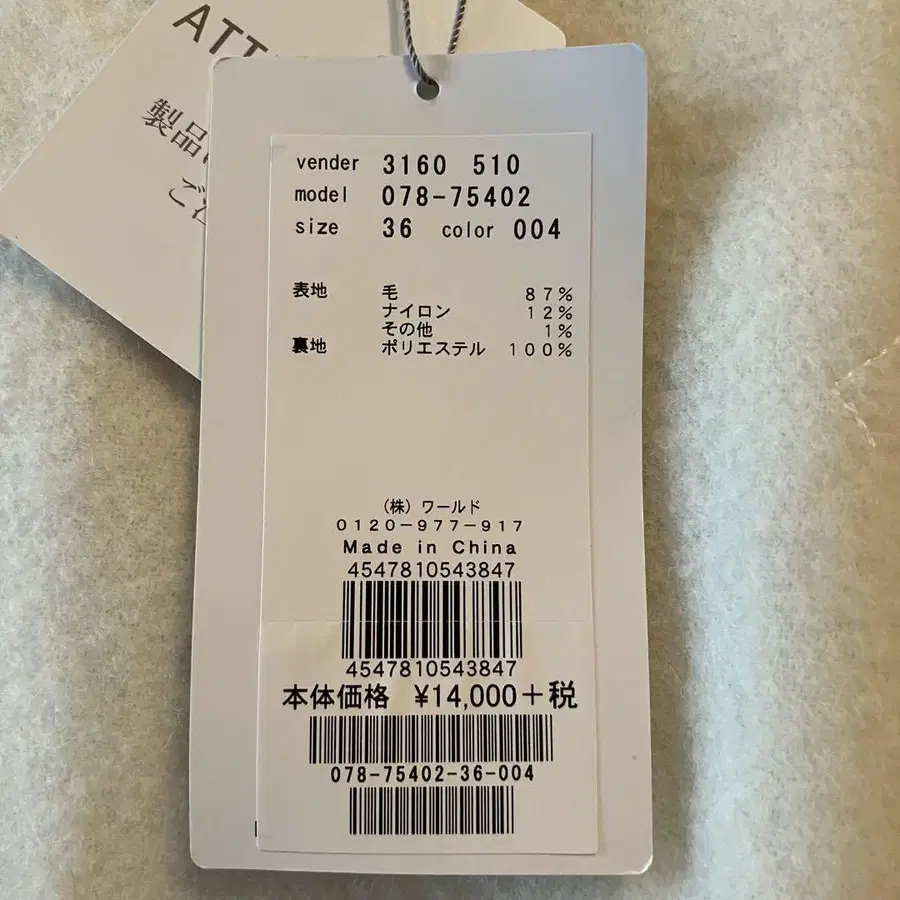 ATT
製品
ご
vender 3160 510
model 078-75402
size 36 color 004
表地 毛 87%
ナイロン 12%
その他 1%
裏地 ポリエステル 100%
(株) ワールド
0120-977-917
Made in China
4547810543847
4547810543847
本体価格 ¥14,000+税
078-75402-36-004